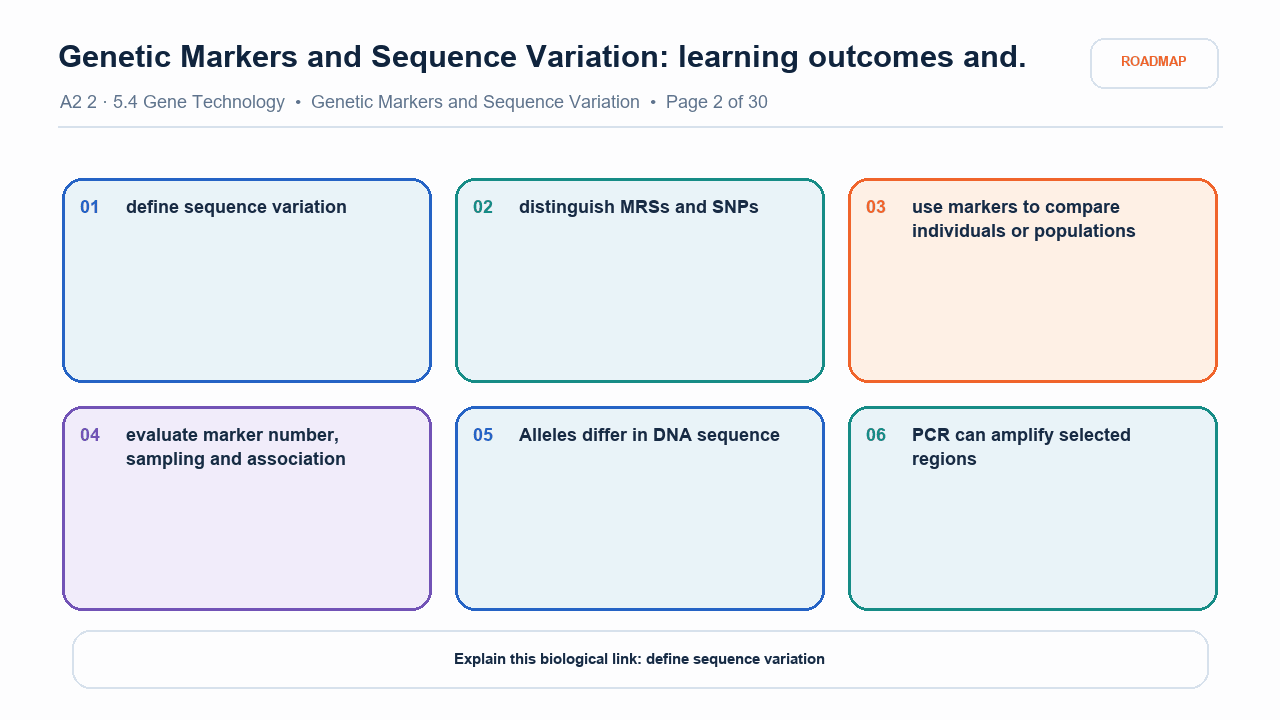 Genetic Markers and Sequence Variation: learning outcomes and.
ROADMAP
A2 2 · 5.4 Gene Technology • Genetic Markers and Sequence Variation • Page 2 of 30
01 define sequence variation
02 distinguish MRSs and SNPs
03 use markers to compare
individuals or populations
04 evaluate marker number,
sampling and association
05 Alleles differ in DNA sequence
06 PCR can amplify selected
regions
Explain this biological link: define sequence variation